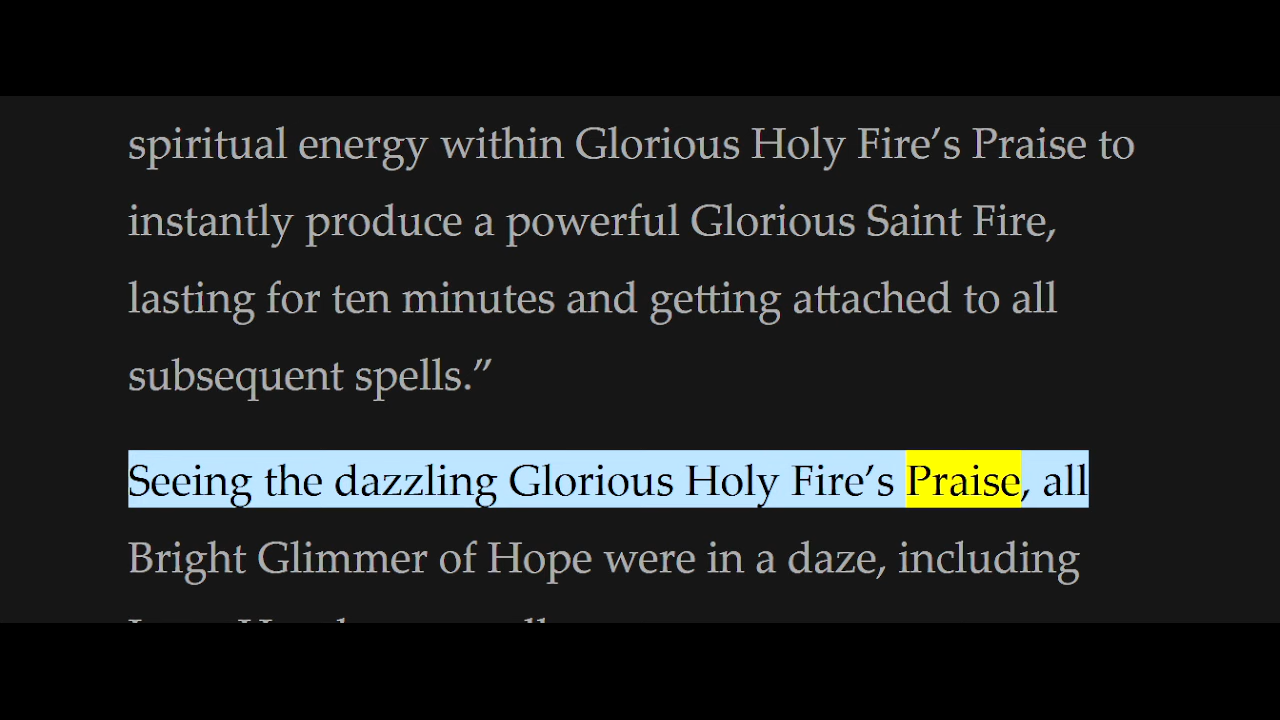 spiritual energy within Glorious Holy Fire’s Praise to
instantly produce a powerful Glorious Saint Fire,
lasting for ten minutes and getting attached to all
subsequent spells.”
Seeing the dazzling Glorious Holy Fire’s Praise, all
Bright Glimmer of Hope were in a daze, including